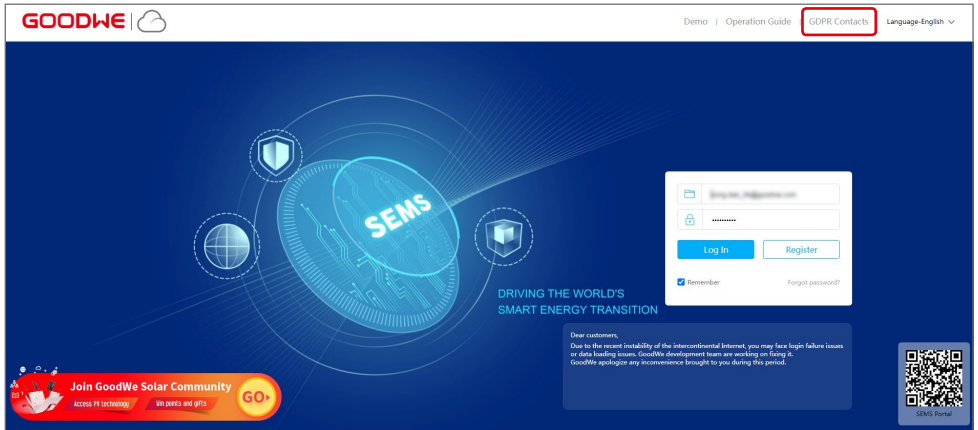 GOODWE
Demo | Operation Guide | GDPR Contacts Language-English
SEMS
DRIVING THE WORLD'S
SMART ENERGY TRANSITION
••••••••••
Log In Register
Remember Forgot password?
Dear customers,
Due to the recent instability of the intercontinental Internet, you may face login failure issues
or data loading issues. GoodWe development team are working on fixing it.
GoodWe apologize any inconvenience brought to you during this period.
Join GoodWe Solar Community
Access PV technology Win points and gifts
GO
SEMS Portal